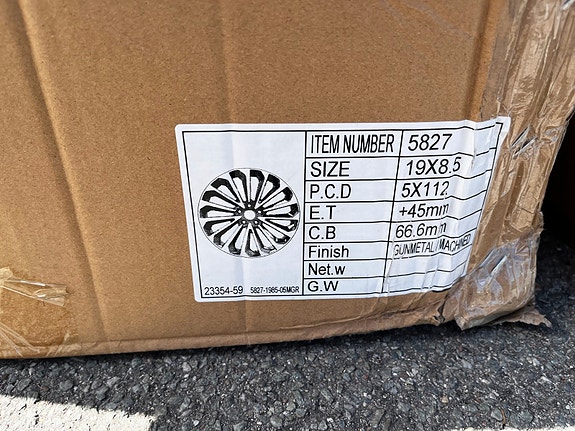 ITEM NUMBER 5827
SIZE 19X8.5
P.C.D 5X112
E.T +45mm
C.B 66.6mm
Finish GUNMETAL/MACHINED
Net.w
G.W
23354-59 5827-1985-05MGR